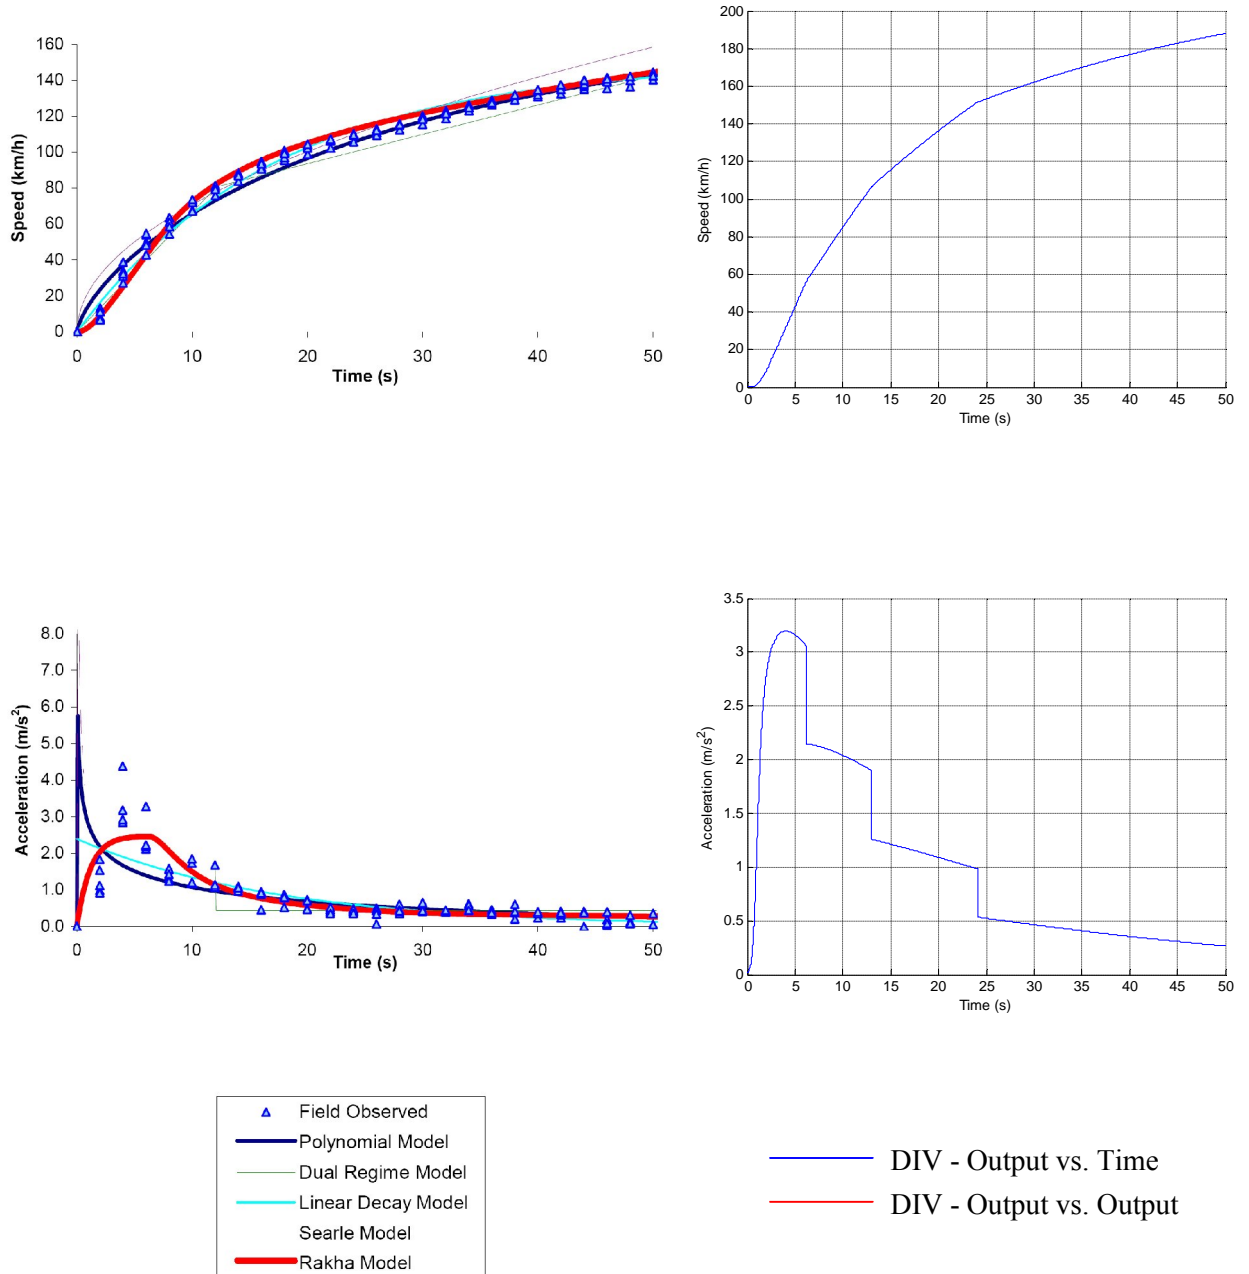 160
140
120
100
80
60
40
20
0
Speed (km/h)
0 10 20 30 40 50
Time (s)
200
180
160
140
120
100
80
60
40
20
0
Speed (km/h)
0 5 10 15 20 25 30 35 40 45 50
Time (s)
8.0
7.0
6.0
5.0
4.0
3.0
2.0
1.0
0.0
Acceleration (m/s²)
0 10 20 30 40 50
Time (s)
3.5
3
2.5
2
1.5
1
0.5
0
Acceleration (m/s²)
0 5 10 15 20 25 30 35 40 45 50
Time (s)
Field Observed
Polynomial Model
Dual Regime Model
Linear Decay Model
Searle Model
Rakha Model
DIV - Output vs. Time
DIV - Output vs. Output